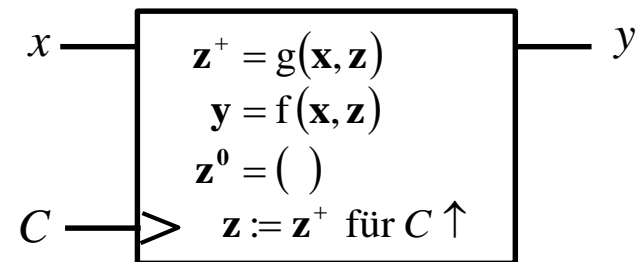 x
z⁺ = g(x, z)
y
y = f(x, z)
z⁰ = ( )
C
z := z⁺ für C ↑